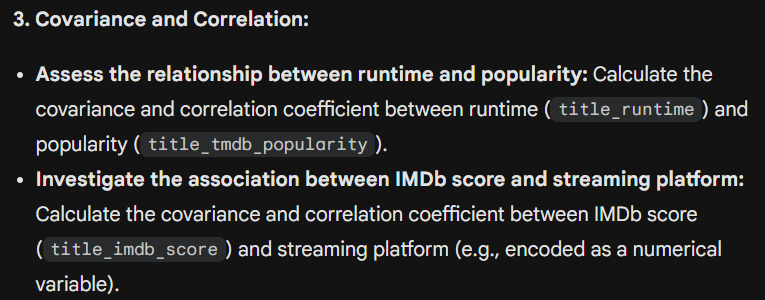 3. Covariance and Correlation:
• Assess the relationship between runtime and popularity: Calculate the
covariance and correlation coefficient between runtime ( title_runtime ) and
popularity ( title_tmdb_popularity ).
• Investigate the association between IMDb score and streaming platform:
Calculate the covariance and correlation coefficient between IMDb score
( title_imdb_score ) and streaming platform (e.g., encoded as a numerical
variable).